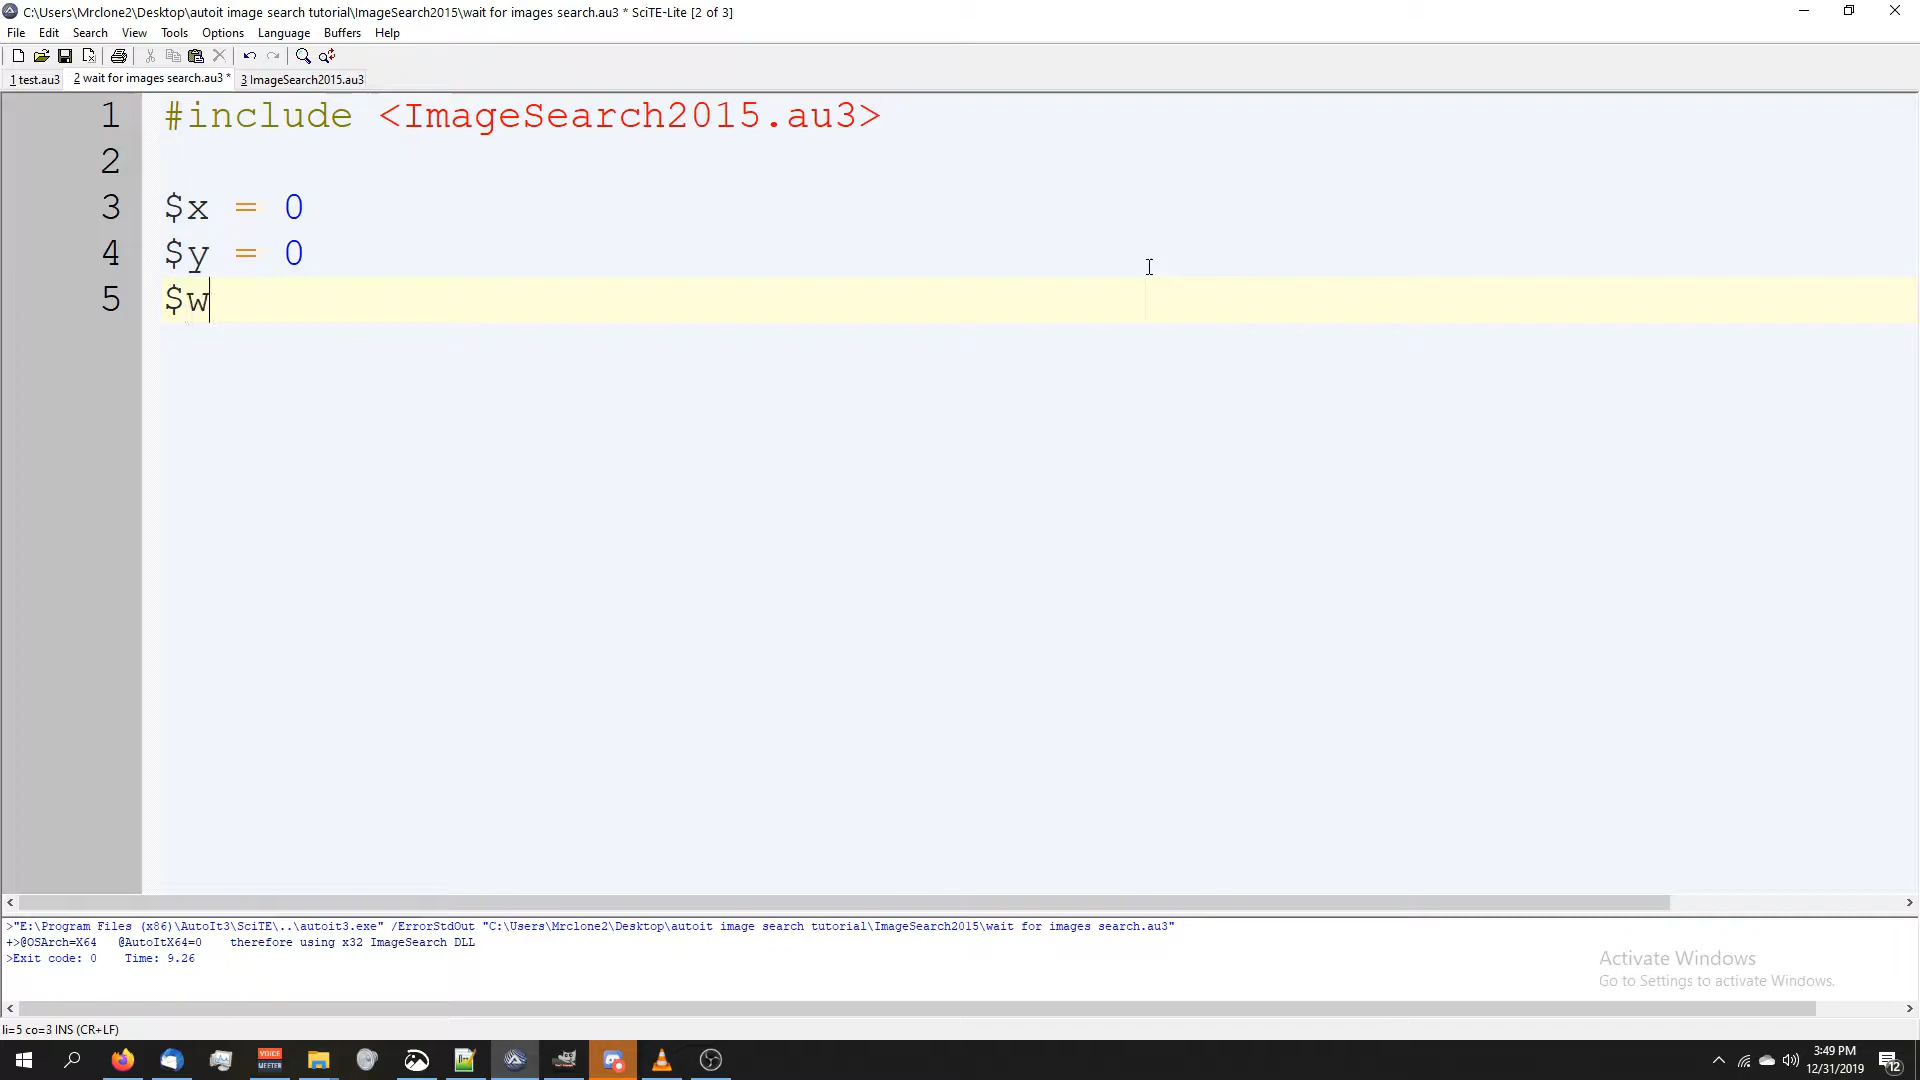 C:\Users\Mrclone2\Desktop\autoit image search tutorial\ImageSearch2015\wait for images search.au3 * SciTE-Lite [2 of 3]
File Edit Search View Tools Options Language Buffers Help
1 test.au3 2 wait for images search.au3 * 3 ImageSearch2015.au3
1 #include <ImageSearch2015.au3>
2
3 $x = 0
4 $y = 0
5 $w
>"E:\Program Files (x86)\AutoIt3\SciTE\..\autoit3.exe" /ErrorStdOut "C:\Users\Mrclone2\Desktop\autoit image search tutorial\ImageSearch2015\wait for images search.au3"
+>@OSArch=X64 @AutoItX64=0 therefore using x32 ImageSearch DLL
>Exit code: 0 Time: 9.26
Activate Windows
Go to Settings to activate Windows.
li=5 co=3 INS (CR+LF)
VOICE
MEETER
3:49 PM
12/31/2019
12